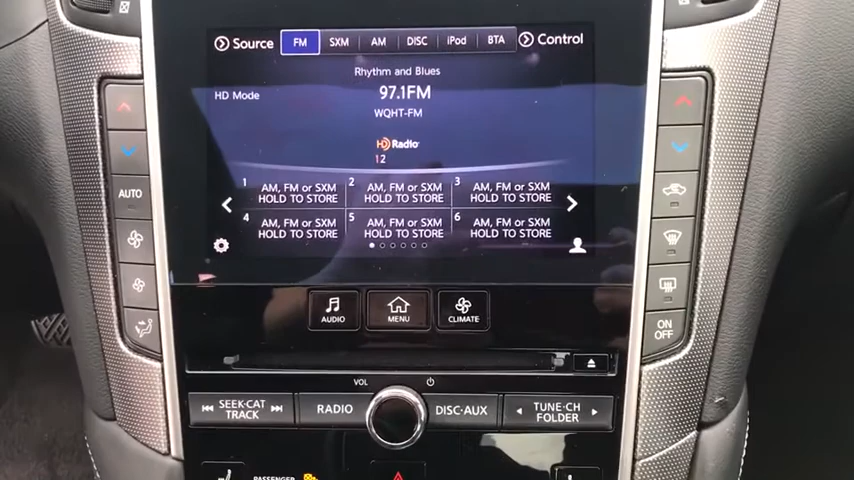 Source FM SXM AM DISC iPod BTA Control
Rhythm and Blues
HD Mode 97.1FM
WQHT-FM
HD Radio
12
1 AM, FM or SXM HOLD TO STORE
2 AM, FM or SXM HOLD TO STORE
3 AM, FM or SXM HOLD TO STORE
4 AM, FM or SXM HOLD TO STORE
5 AM, FM or SXM HOLD TO STORE
6 AM, FM or SXM HOLD TO STORE
AUTO
AUDIO MENU CLIMATE
ON
OFF
VOL
SEEK·CAT
TRACK
RADIO
DISC·AUX
TUNE·CH
FOLDER
PASSENGER